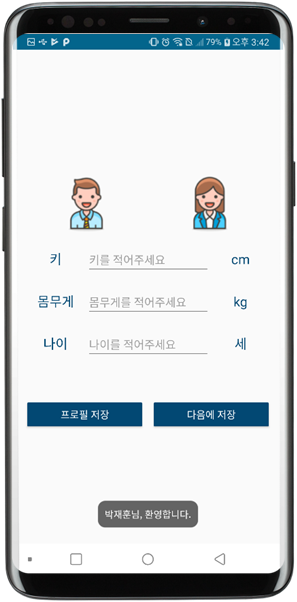 79% 오후 3:42
키 키를 적어주세요 cm
몸무게 몸무게를 적어주세요 kg
나이 나이를 적어주세요 세
프로필 저장 다음에 저장
박재훈님, 환영합니다.